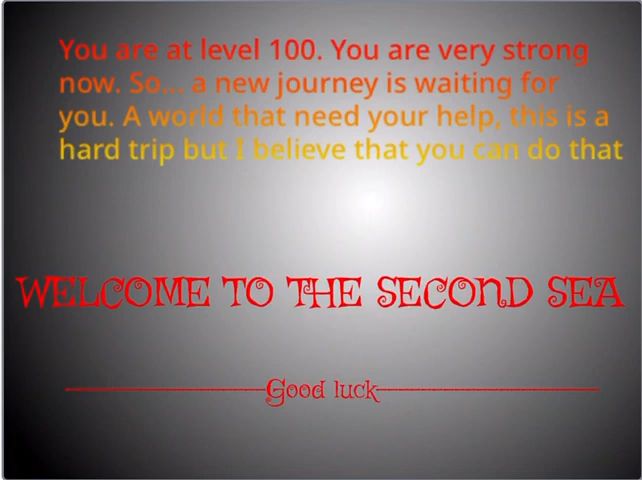 You are at level 100. You are very strong
now. So... a new journey is waiting for
you. A world that need your help, this is a
hard trip but I believe that you can do that
WELCOME TO THE SECOND SEA
Good luck